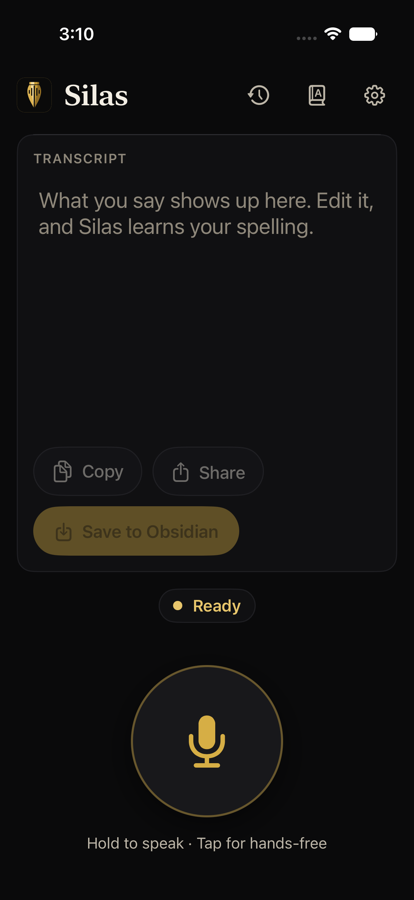 3:10
Silas
TRANSCRIPT
What you say shows up here. Edit it,
and Silas learns your spelling.
Copy
Share
Save to Obsidian
Ready
Hold to speak · Tap for hands-free